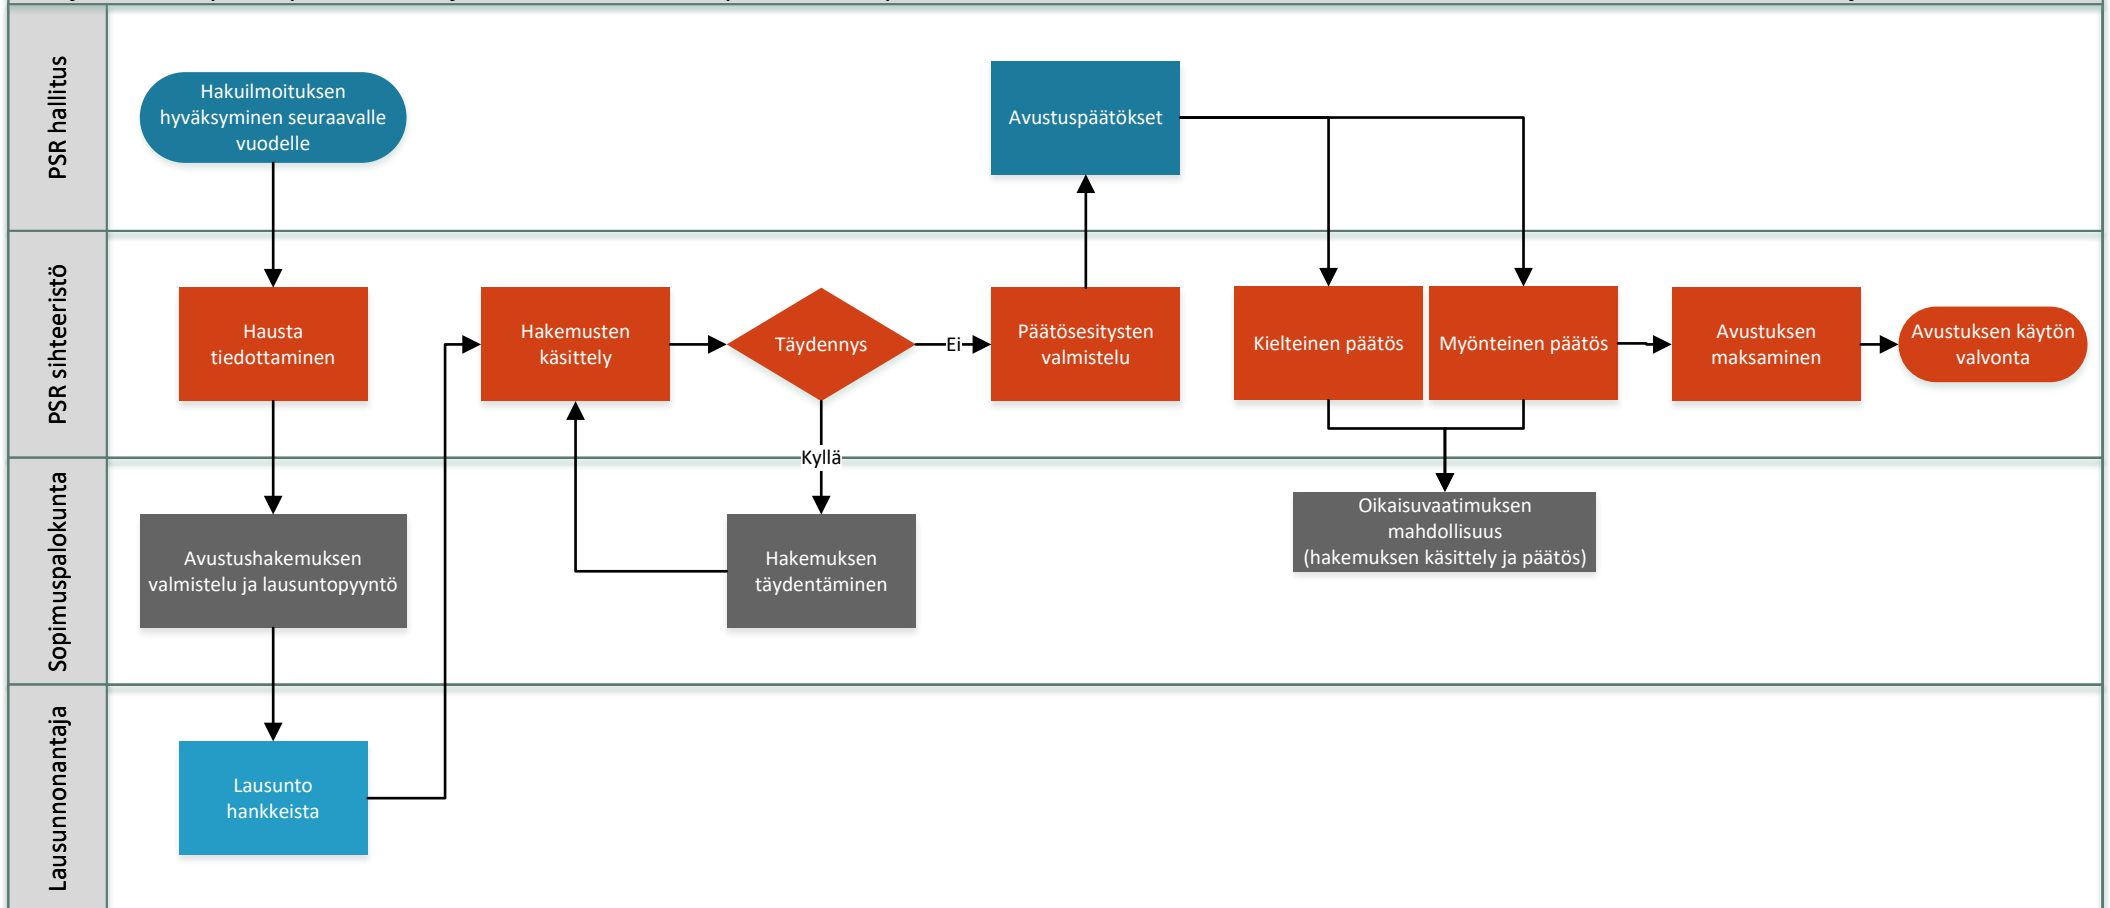 PSR hallitus
Hakuilmoituksen
hyväksyminen seuraavalle
vuodelle
Avustuspäätökset
PSR sihteeristö
Hausta
tiedottaminen
Hakemusten
käsittely
Täydennys
Ei
Päätösesitysten
valmistelu
Kielteinen päätös
Myönteinen päätös
Avustuksen
maksaminen
Avustuksen käytön
valvonta
Kyllä
Sopimuspalokunta
Avustushakemuksen
valmistelu ja lausuntopyyntö
Hakemuksen
täydentäminen
Oikaisuvaatimuksen
mahdollisuus
(hakemuksen käsittely ja päätös)
Lausunnonantaja
Lausunto
hankkeista